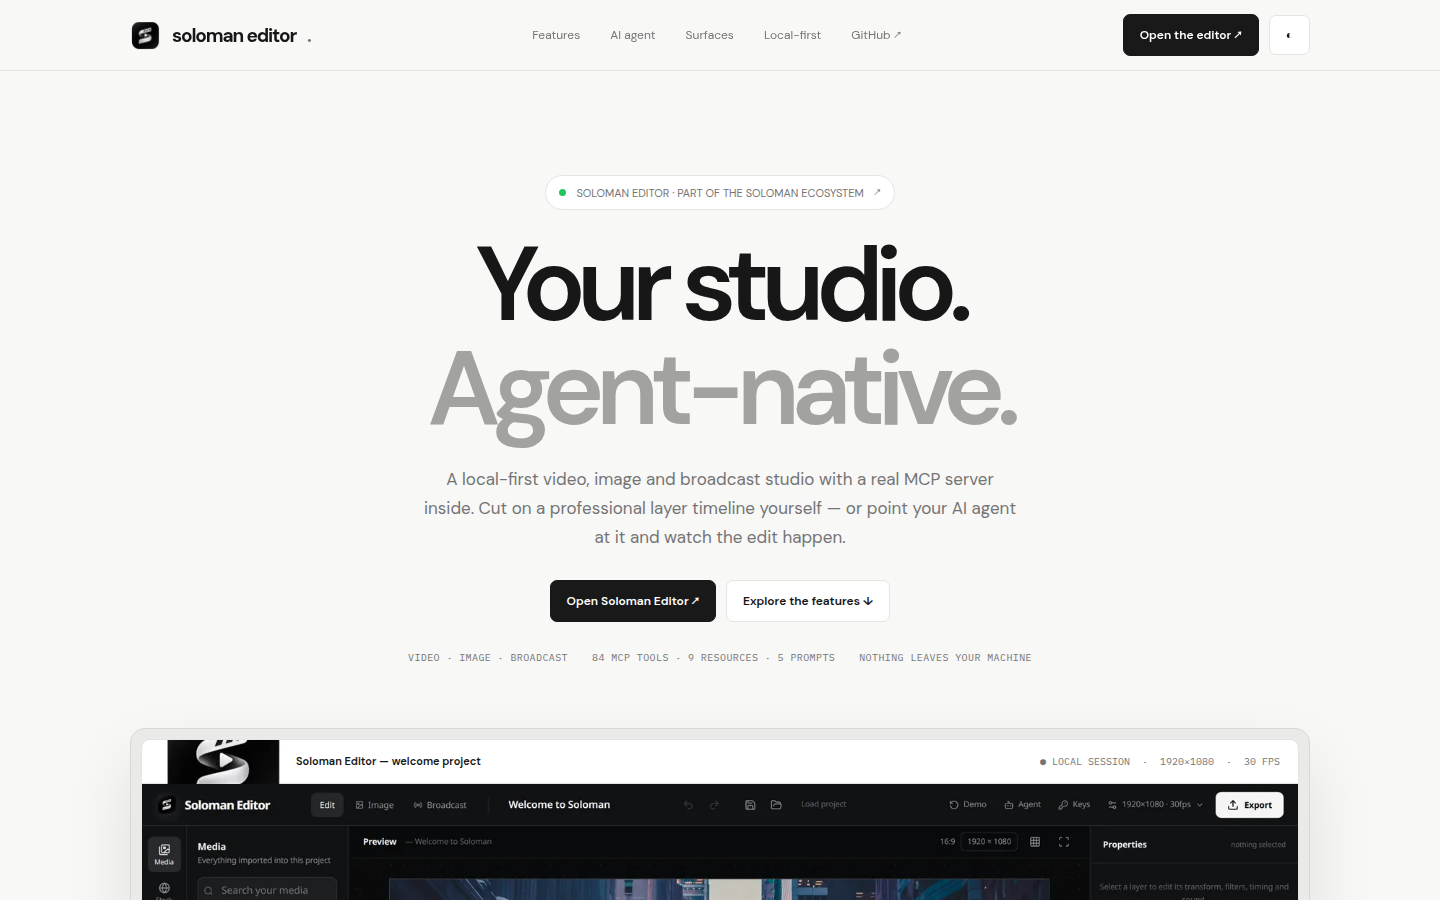 soloman editor .
Features
AI agent
Surfaces
Local-first
GitHub ↗
Open the editor ↗
SOLOMAN EDITOR · PART OF THE SOLOMAN ECOSYSTEM ↗
Your studio.
Agent-native.
A local-first video, image and broadcast studio with a real MCP server
inside. Cut on a professional layer timeline yourself — or point your AI agent
at it and watch the edit happen.
Open Soloman Editor ↗
Explore the features ↓
VIDEO · IMAGE · BROADCAST
84 MCP TOOLS · 9 RESOURCES · 5 PROMPTS
NOTHING LEAVES YOUR MACHINE
Soloman Editor — welcome project
● LOCAL SESSION · 1920×1080 · 30 FPS
Soloman Editor
Edit
Image
Broadcast
Welcome to Soloman
Load project
Demo
Agent
Keys
1920×1080 · 30fps
Export
Media
Media
Everything imported into this project
Search your media
Preview — Welcome to Soloman
16:9
1920 × 1080
Properties
nothing selected
Select a layer to edit its transform, filters, timing and